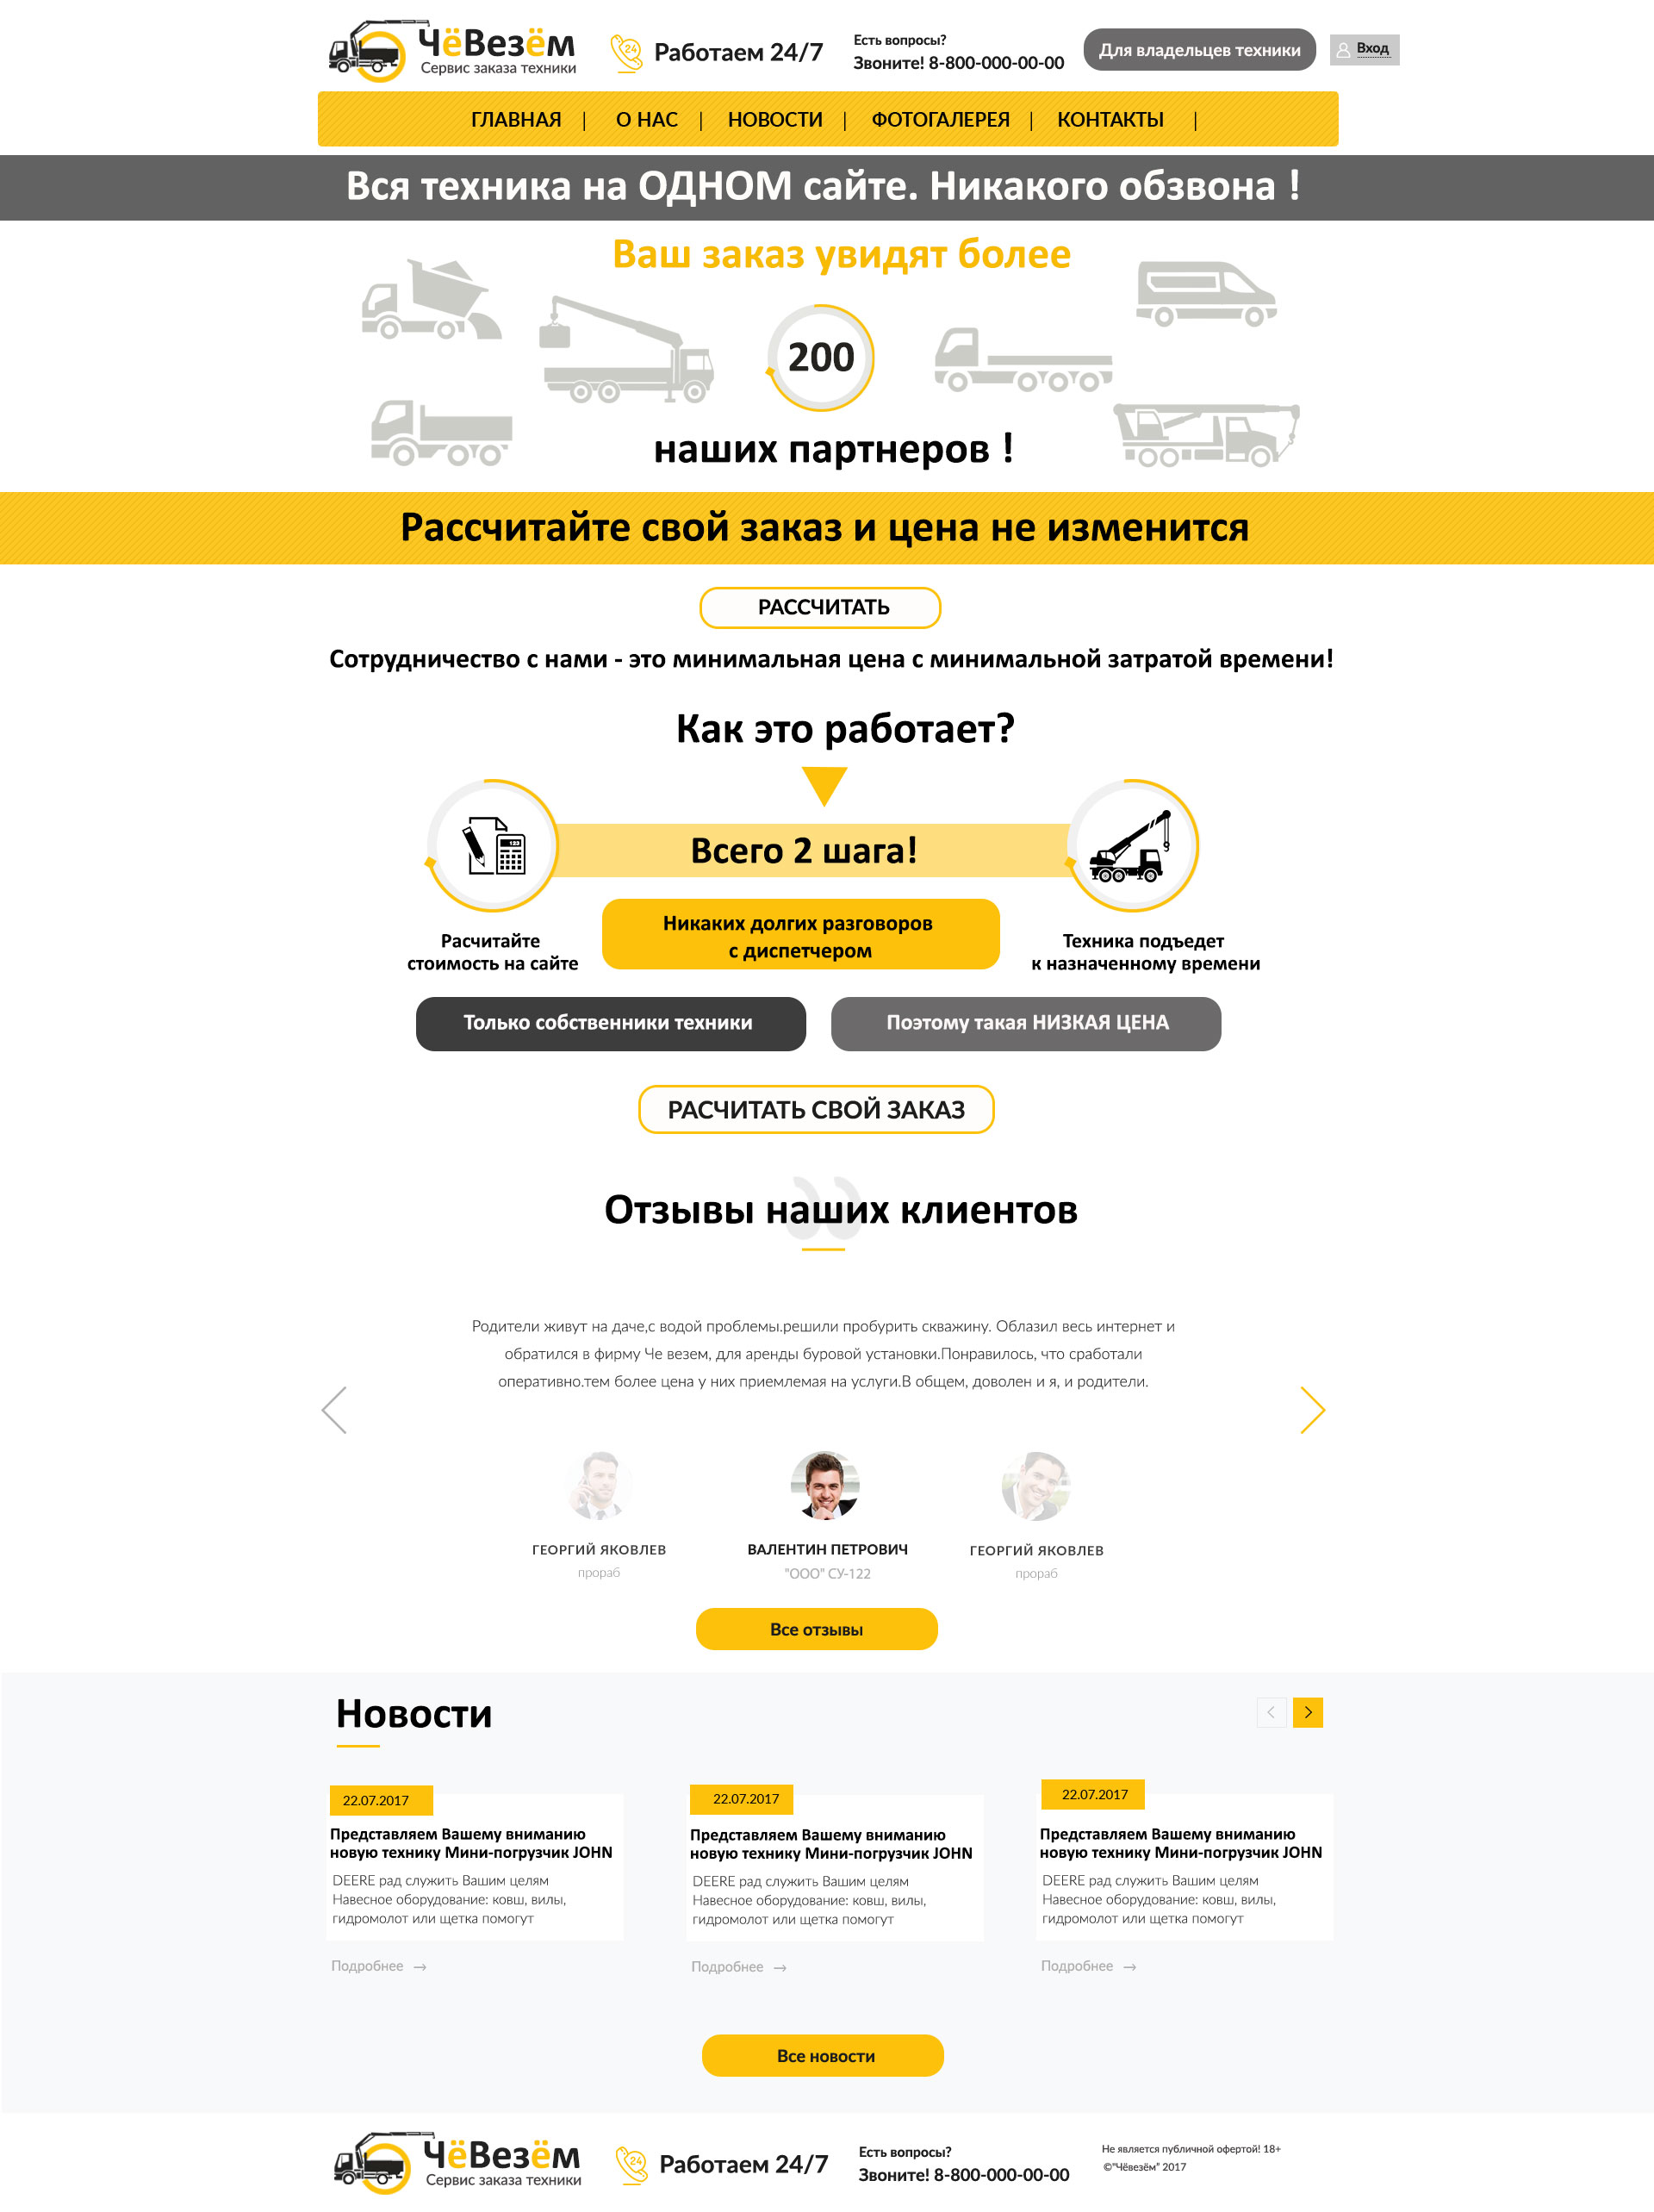 ЧёВезём
Сервис заказа техники
24
Работаем 24/7
Есть вопросы?
Звоните! 8-800-000-00-00
Для владельцев техники
Вход
ГЛАВНАЯ | О НАС | НОВОСТИ | ФОТОГАЛЕРЕЯ | КОНТАКТЫ |
Вся техника на ОДНОМ сайте. Никакого обзвона !
Ваш заказ увидят более
200
наших партнеров !
Рассчитайте свой заказ и цена не изменится
РАССЧИТАТЬ
Сотрудничество с нами - это минимальная цена с минимальной затратой времени!
Как это работает?
123
Всего 2 шага!
Расчитайте
стоимость на сайте
Никаких долгих разговоров
с диспетчером
Техника подъедет
к назначенному времени
Только собственники техники
Поэтому такая НИЗКАЯ ЦЕНА
РАСЧИТАТЬ СВОЙ ЗАКАЗ
Отзывы наших клиентов
Родители живут на даче,с водой проблемы.решили пробурить скважину. Облазил весь интернет и
обратился в фирму Че везем, для аренды буровой установки.Понравилось, что сработали
оперативно.тем более цена у них приемлемая на услуги.В общем, доволен и я, и родители.
ГЕОРГИЙ ЯКОВЛЕВ
прораб
ВАЛЕНТИН ПЕТРОВИЧ
"ООО" СУ-122
ГЕОРГИЙ ЯКОВЛЕВ
прораб
Все отзывы
Новости
22.07.2017
Представляем Вашему вниманию
новую технику Мини-погрузчик JOHN
DEERE рад служить Вашим целям
Навесное оборудование: ковш, вилы,
гидромолот или щетка помогут
Подробнее →
22.07.2017
Представляем Вашему вниманию
новую технику Мини-погрузчик JOHN
DEERE рад служить Вашим целям
Навесное оборудование: ковш, вилы,
гидромолот или щетка помогут
Подробнее →
22.07.2017
Представляем Вашему вниманию
новую технику Мини-погрузчик JOHN
DEERE рад служить Вашим целям
Навесное оборудование: ковш, вилы,
гидромолот или щетка помогут
Подробнее →
Все новости
ЧёВезём
Сервис заказа техники
24
Работаем 24/7
Есть вопросы?
Звоните! 8-800-000-00-00
Не является публичной офертой! 18+
©"Чёвезём" 2017